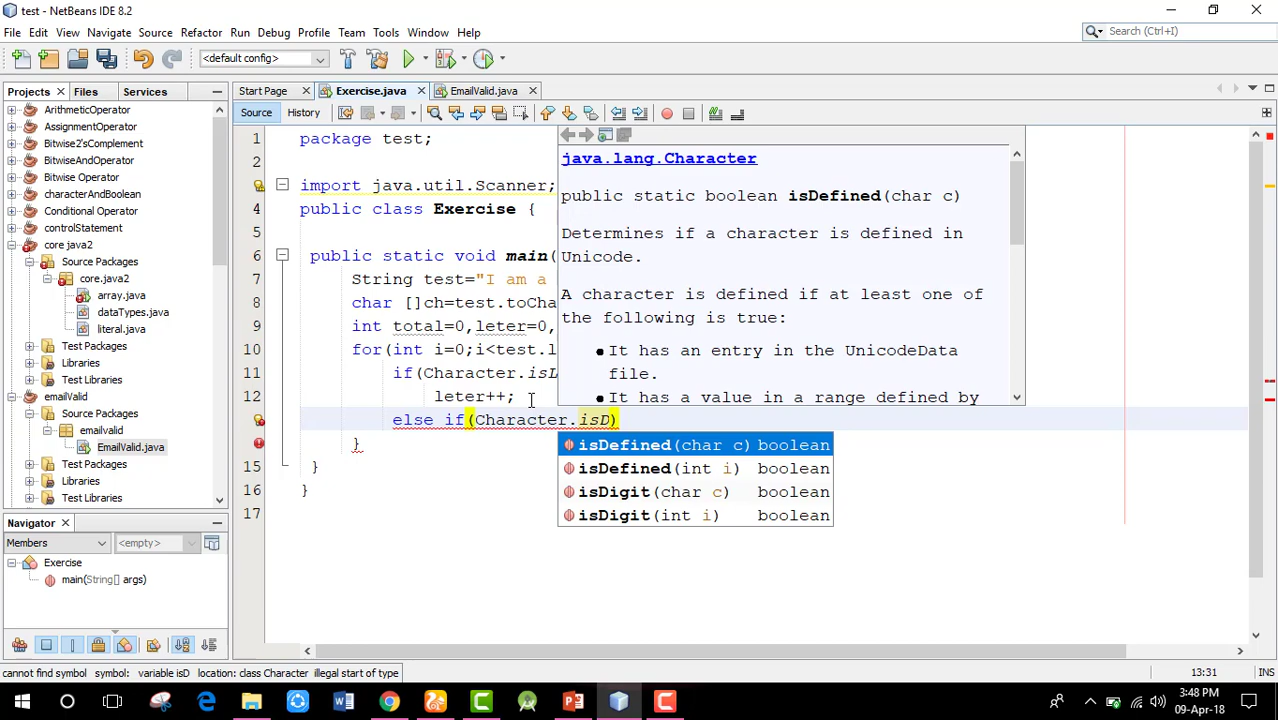 test - NetBeans IDE 8.2
File Edit View Navigate Source Refactor Run Debug Profile Team Tools Window Help
Search (Ctrl+I)
<default config>
Projects Files Services
Start Page Exercise.java EmailValid.java
Source History
ArithmeticOperator
AssignmentOperator
Bitwise2'sComplement
BitwiseAndOperator
Bitwise Operator
characterAndBoolean
Conditional Operator
controlStatement
core java2
Source Packages
core.java2
array.java
dataTypes.java
literal.java
Test Packages
Libraries
Test Libraries
emailValid
Source Packages
emailvalid
EmailValid.java
Test Packages
Libraries
Test Libraries
Navigator
Members <empty>
Exercise
main(String[] args)
1 package test;
2
import java.util.Scanner;
4 public class Exercise {
5
6 public static void main(
7 String test="I am a
8 char []ch=test.toCha
9 int total=0,leter=0,
10 for(int i=0;i<test.l
11 if(Character.isL
12 leter++;
else if(Character.isD)
}
15 }
16 }
17
java.lang.Character
public static boolean isDefined(char c)
Determines if a character is defined in
Unicode.
A character is defined if at least one of
the following is true:
• It has an entry in the UnicodeData
file.
• It has a value in a range defined by
isDefined(char c) boolean
isDefined(int i) boolean
isDigit(char c) boolean
isDigit(int i) boolean
cannot find symbol symbol: variable isD location: class Character illegal start of type
13:31
INS
3:48 PM
09-Apr-18